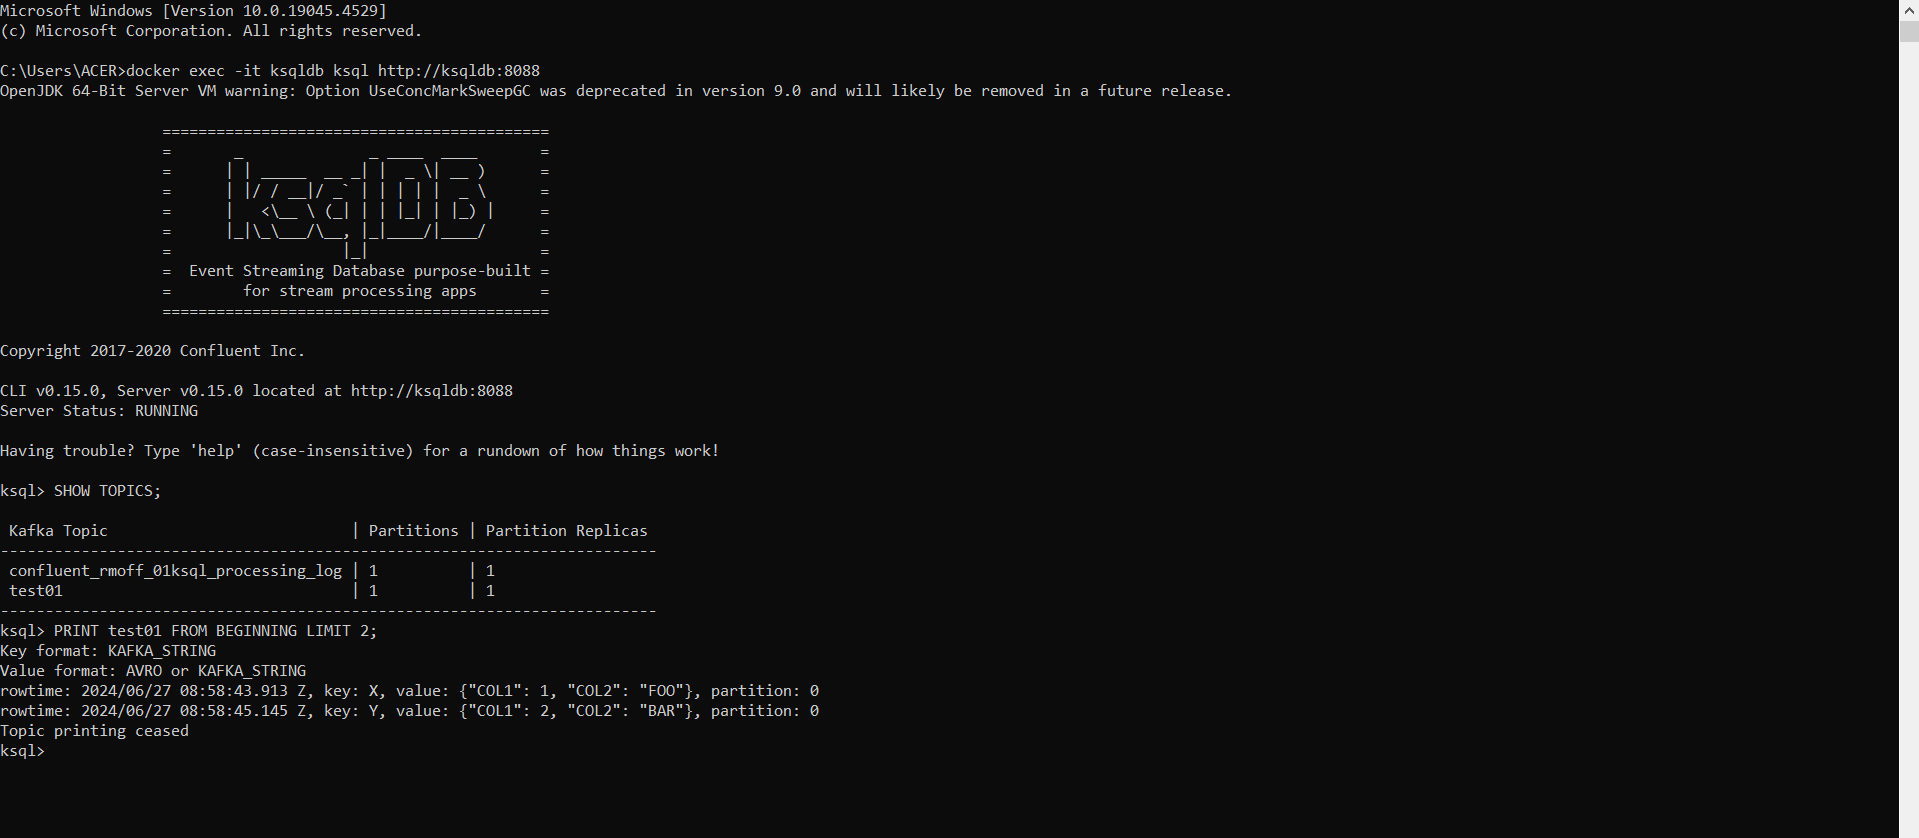 Microsoft Windows [Version 10.0.19045.4529]
(c) Microsoft Corporation. All rights reserved.
C:\Users\ACER>docker exec -it ksqldb ksql http://ksqldb:8088
OpenJDK 64-Bit Server VM warning: Option UseConcMarkSweepGC was deprecated in version 9.0 and will likely be removed in a future release.
                  ===========================================
                  =       _              _ ____  ____       =
                  =      | | _____  __ _| |  _ \| __ )      =
                  =      | |/ / __|/ _` | | | | |  _ \      =
                  =      |   <\__ \ (_| | | |_| | |_) |     =
                  =      |_|\_\___/\__, |_|____/|____/      =
                  =                   |_|                   =
                  =  Event Streaming Database purpose-built =
                  =        for stream processing apps       =
                  ===========================================
Copyright 2017-2020 Confluent Inc.
CLI v0.15.0, Server v0.15.0 located at http://ksqldb:8088
Server Status: RUNNING
Having trouble? Type 'help' (case-insensitive) for a rundown of how things work!
ksql> SHOW TOPICS;
 Kafka Topic                           | Partitions | Partition Replicas
-------------------------------------------------------------------------
 confluent_rmoff_01ksql_processing_log | 1          | 1
 test01                                | 1          | 1
-------------------------------------------------------------------------
ksql> PRINT test01 FROM BEGINNING LIMIT 2;
Key format: KAFKA_STRING
Value format: AVRO or KAFKA_STRING
rowtime: 2024/06/27 08:58:43.913 Z, key: X, value: {"COL1": 1, "COL2": "FOO"}, partition: 0
rowtime: 2024/06/27 08:58:45.145 Z, key: Y, value: {"COL1": 2, "COL2": "BAR"}, partition: 0
Topic printing ceased
ksql>